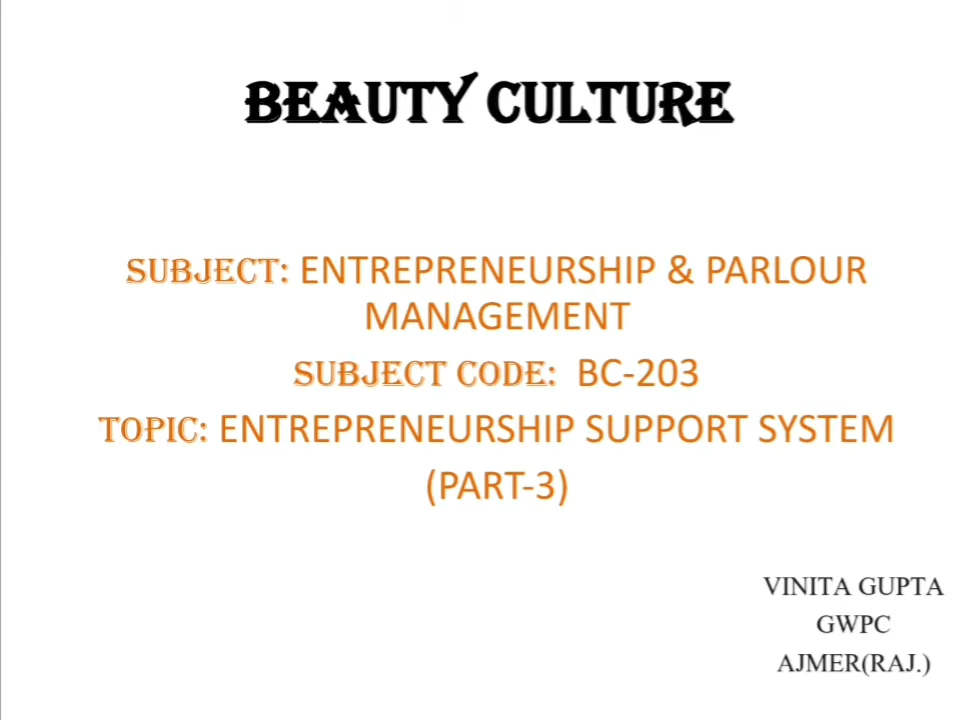 BEAUTY CULTURE
SUBJECT: ENTREPRENEURSHIP & PARLOUR
MANAGEMENT
SUBJECT CODE: BC-203
TOPIC: ENTREPRENEURSHIP SUPPORT SYSTEM
(PART-3)
VINITA GUPTA
GWPC
AJMER(RAJ.)